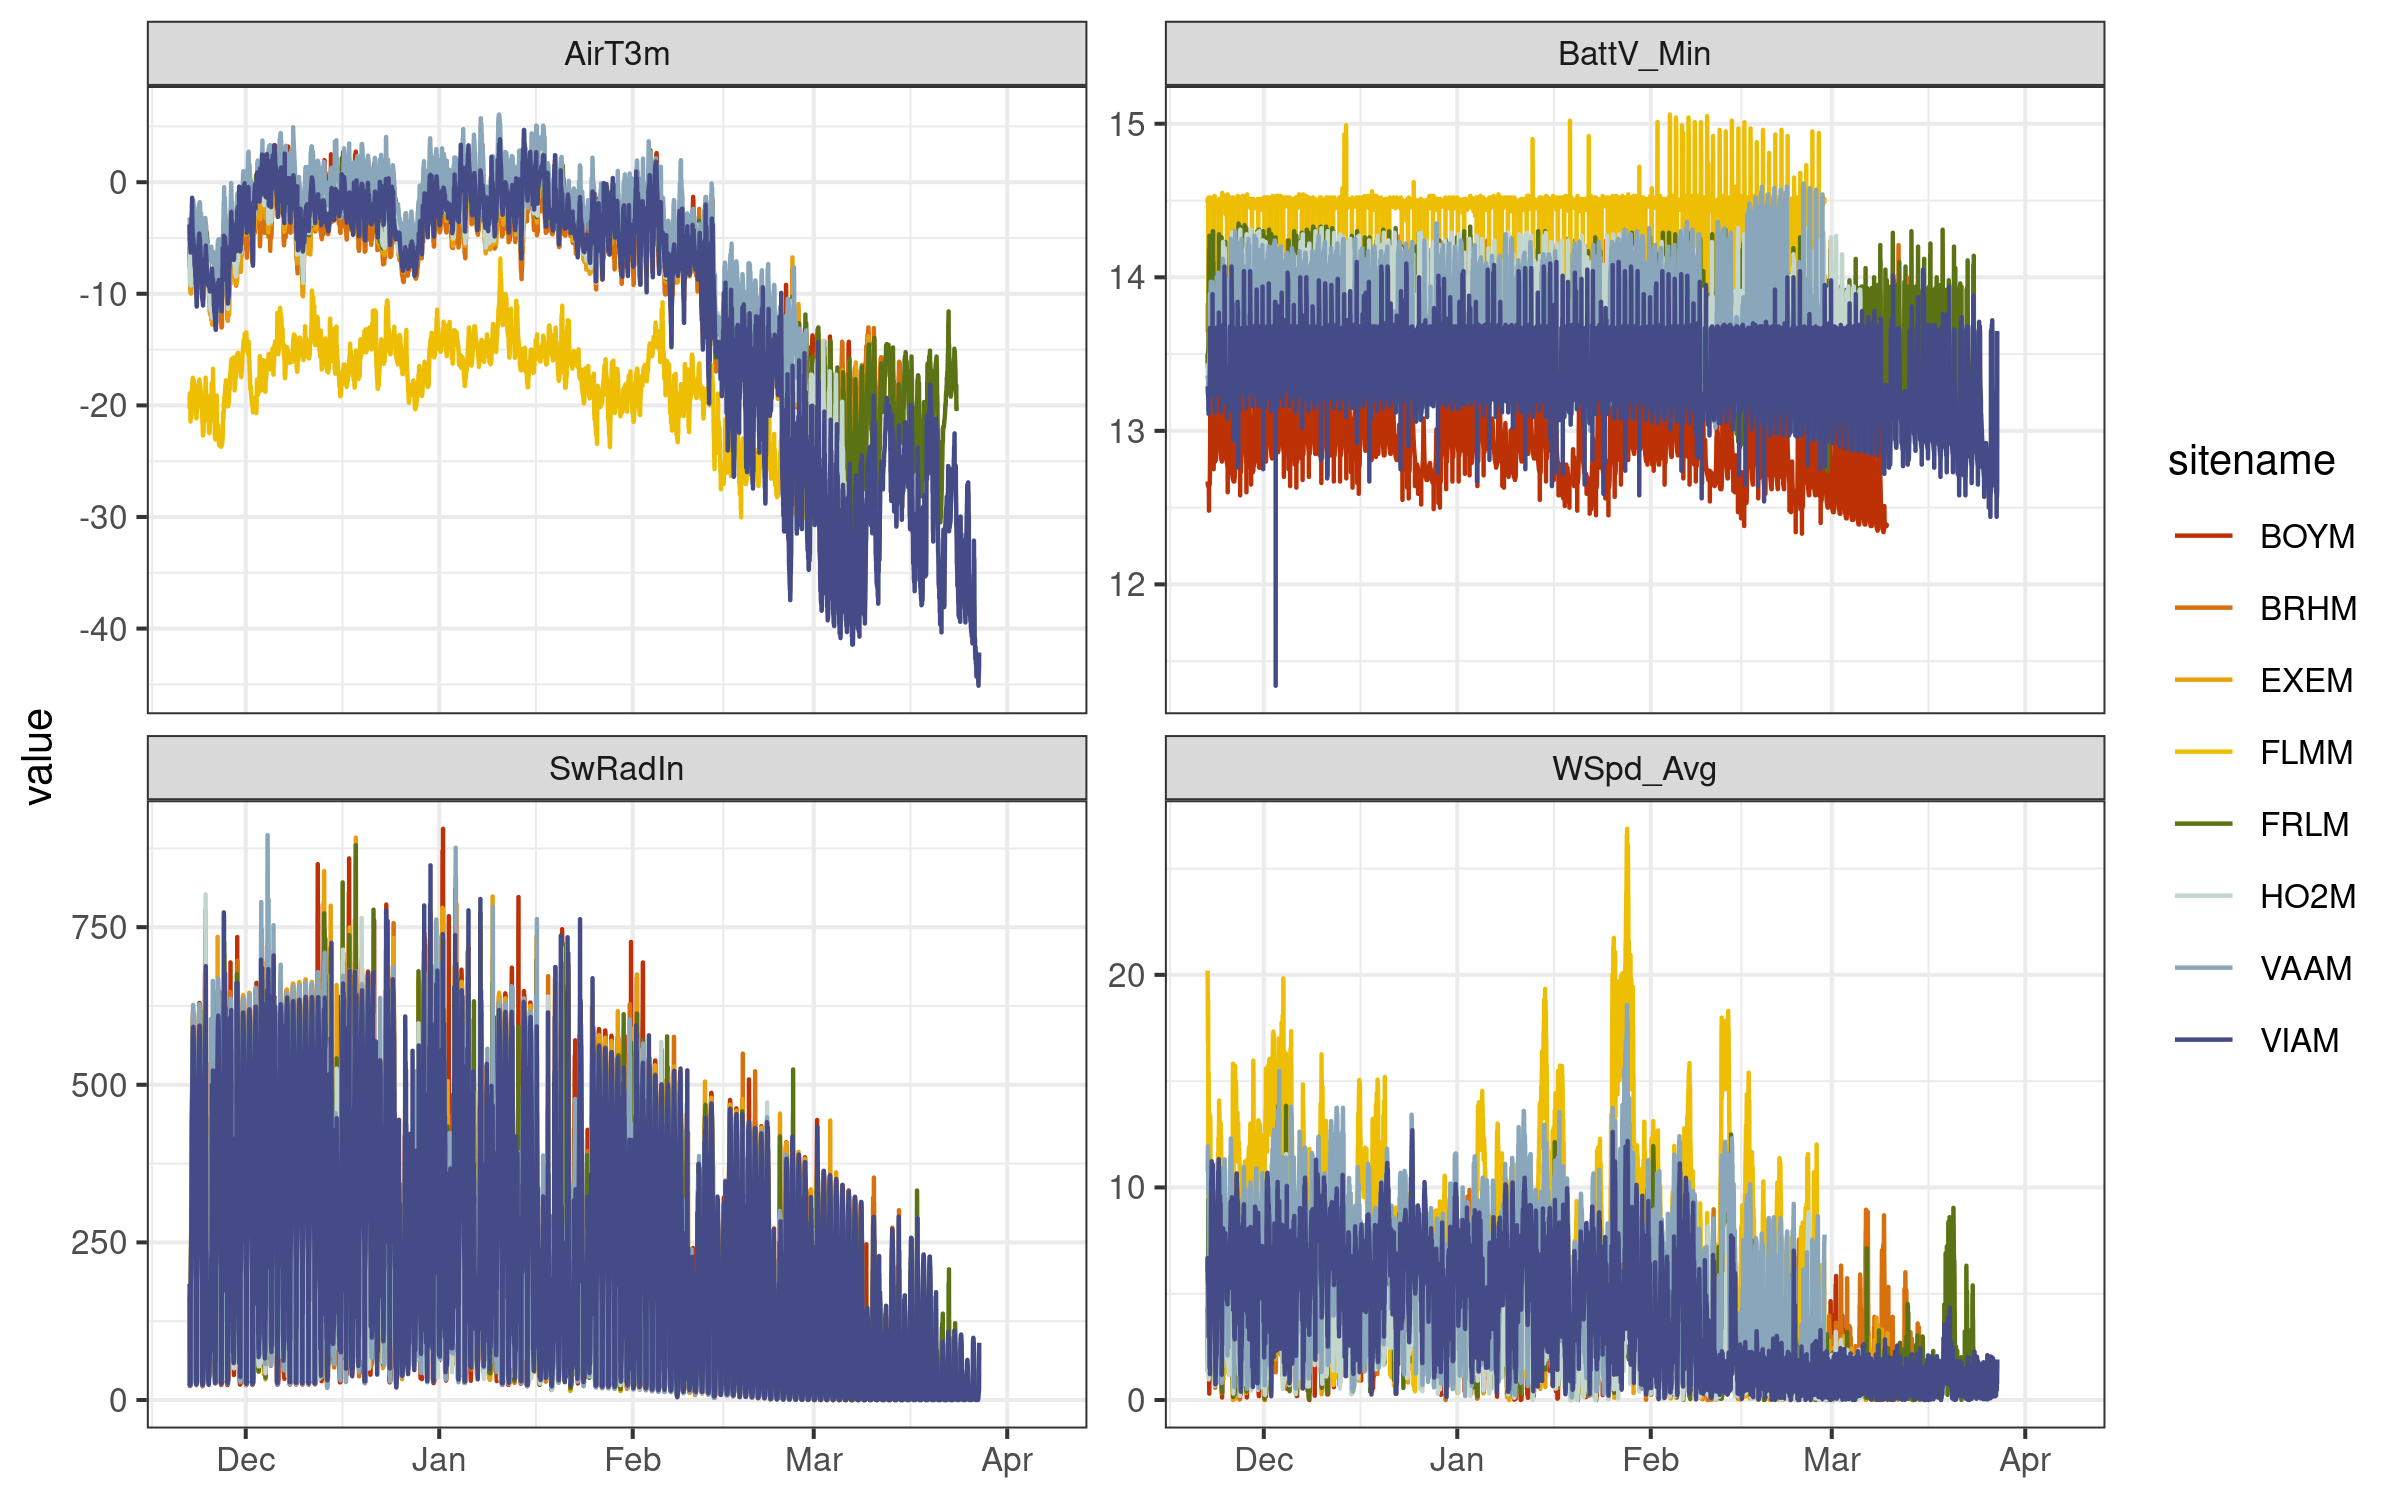 AirT3m
BattV_Min
0
-10
-20
-30
-40
15
14
13
12
value
SwRadIn
WSpd_Avg
750
500
250
0
20
10
0
Dec
Jan
Feb
Mar
Apr
Dec
Jan
Feb
Mar
Apr
sitename
BOYM
BRHM
EXEM
FLMM
FRLM
HO2M
VAAM
VIAM